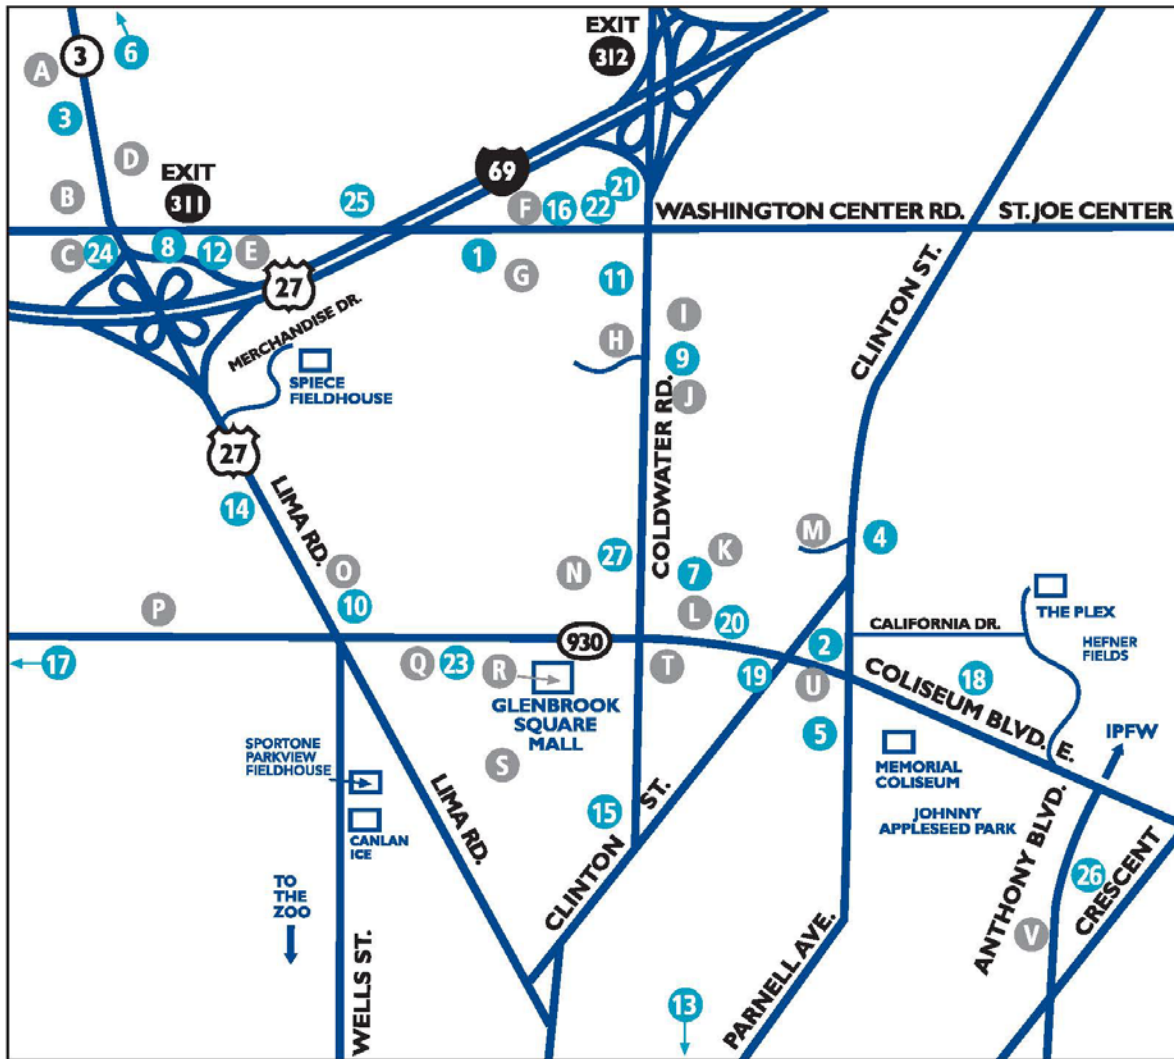 6
EXIT
312
3
A
3
D
EXIT
311
B
69
21
25
F
16
22
WASHINGTON CENTER RD.
ST. JOE CENTER
C
24
8
12
E
1
G
11
27
MERCHANDISE DR.
SPIECE
FIELDHOUSE
I
H
9
J
CLINTON ST.
COLDWATER RD.
27
14
LIMA RD.
O
10
P
N
27
K
7
L
20
M
4
THE PLEX
CALIFORNIA DR.
HEFNER
FIELDS
17
930
Q
23
R
T
19
2
U
18
COLISEUM BLVD. E.
GLENBROOK
SQUARE
MALL
5
IPFW
SPORTONE
PARKVIEW
FIELDHOUSE
S
MEMORIAL
COLISEUM
CANLAN
ICE
LIMA RD.
15
CLINTON ST.
JOHNNY
APPLESEED PARK
ANTHONY BLVD.
26
CRESCENT
TO
THE
ZOO
V
WELLS ST.
13
PARNELL AVE.